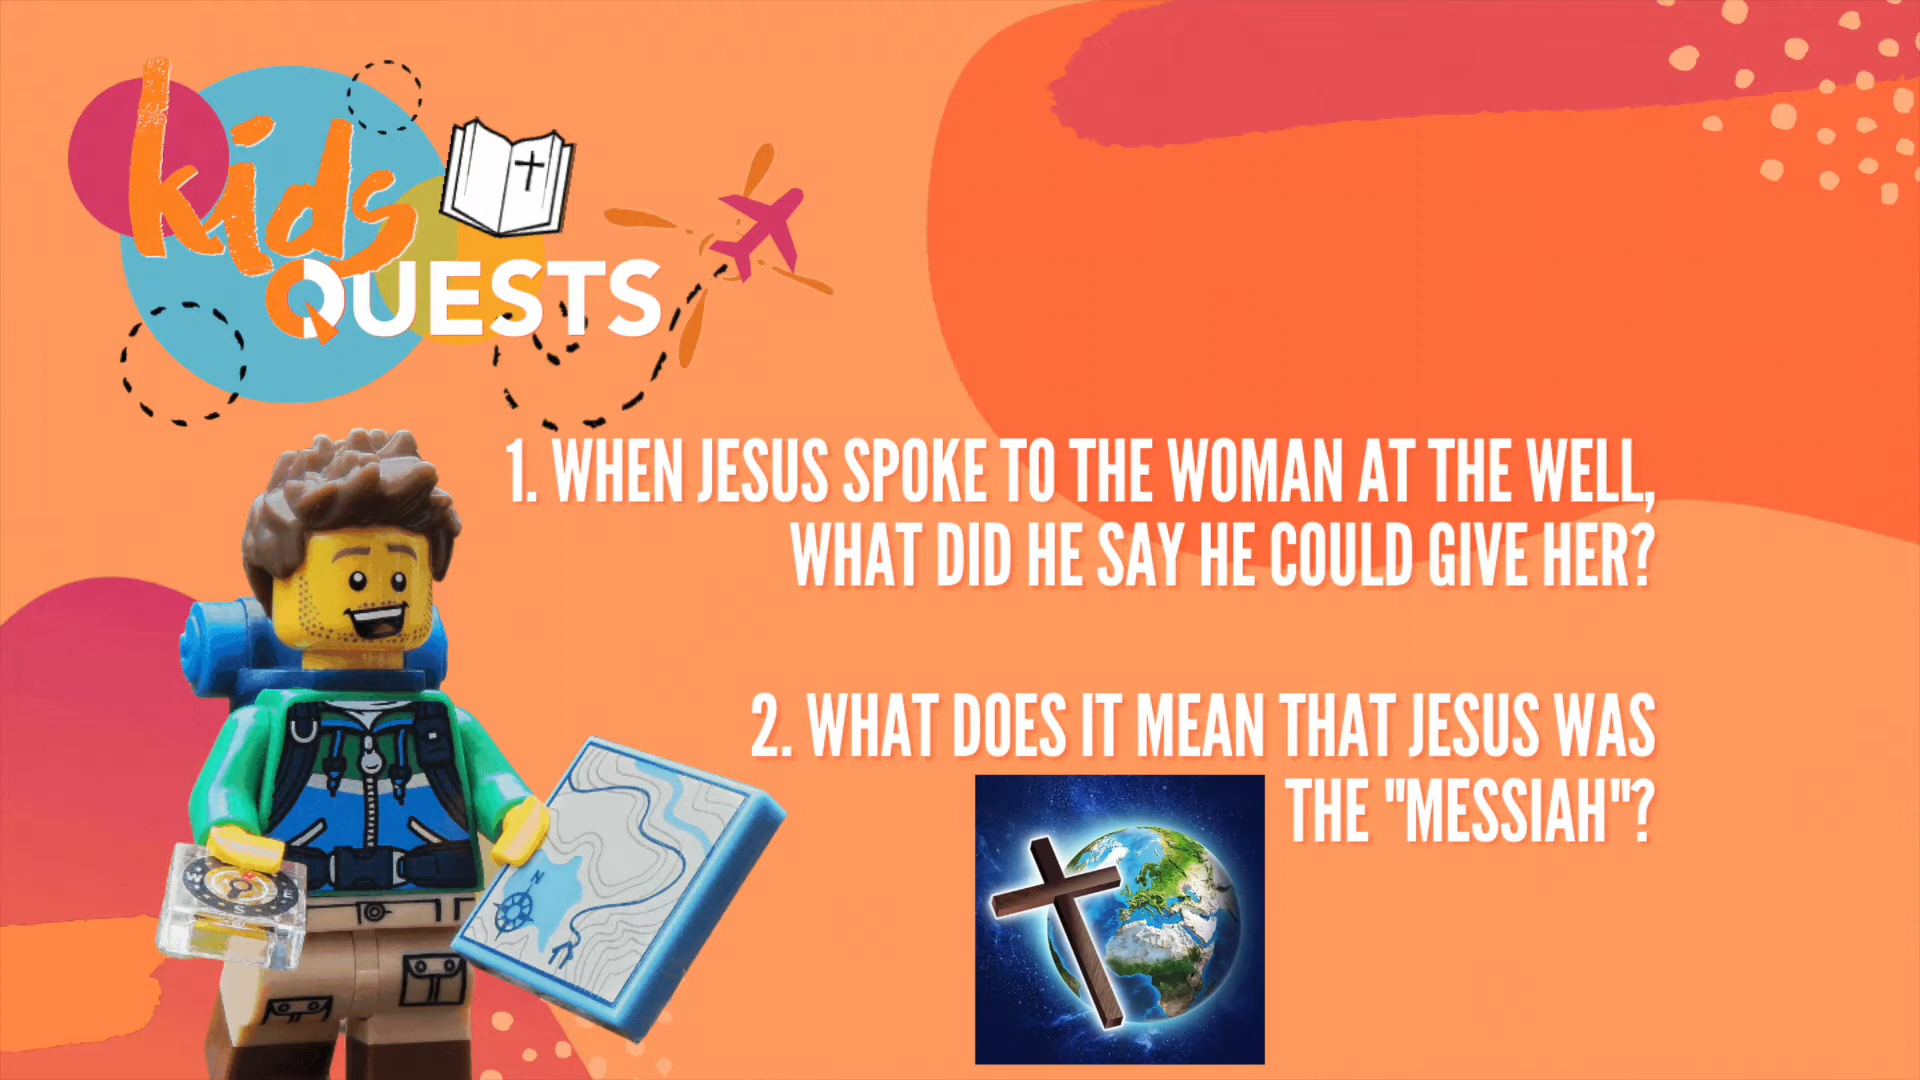 kids
QUESTS
1. WHEN JESUS SPOKE TO THE WOMAN AT THE WELL,
WHAT DID HE SAY HE COULD GIVE HER?
2. WHAT DOES IT MEAN THAT JESUS WAS
THE "MESSIAH"?
N
W
S
E